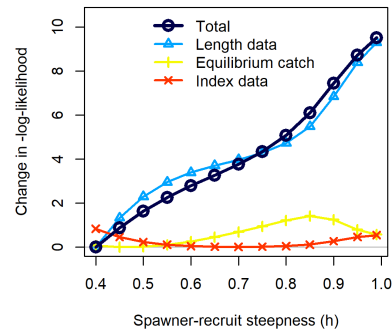 Total
Length data
Equilibrium catch
Index data
Change in -log-likelihood
10
8
6
4
2
0
0.4 0.5 0.6 0.7 0.8 0.9 1.0
Spawner-recruit steepness (h)